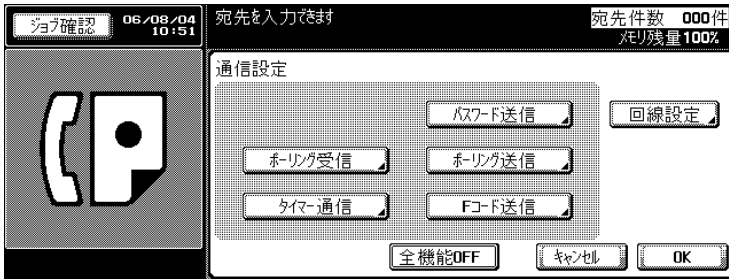 ジョブ確認
06/08/04
10:51
宛先を入力できます
宛先件数 000件
メモリ残量100%
通信設定
パスワード送信
回線設定
ポーリング受信
ポーリング送信
タイマー通信
Fコード送信
全機能OFF
キャンセル
OK